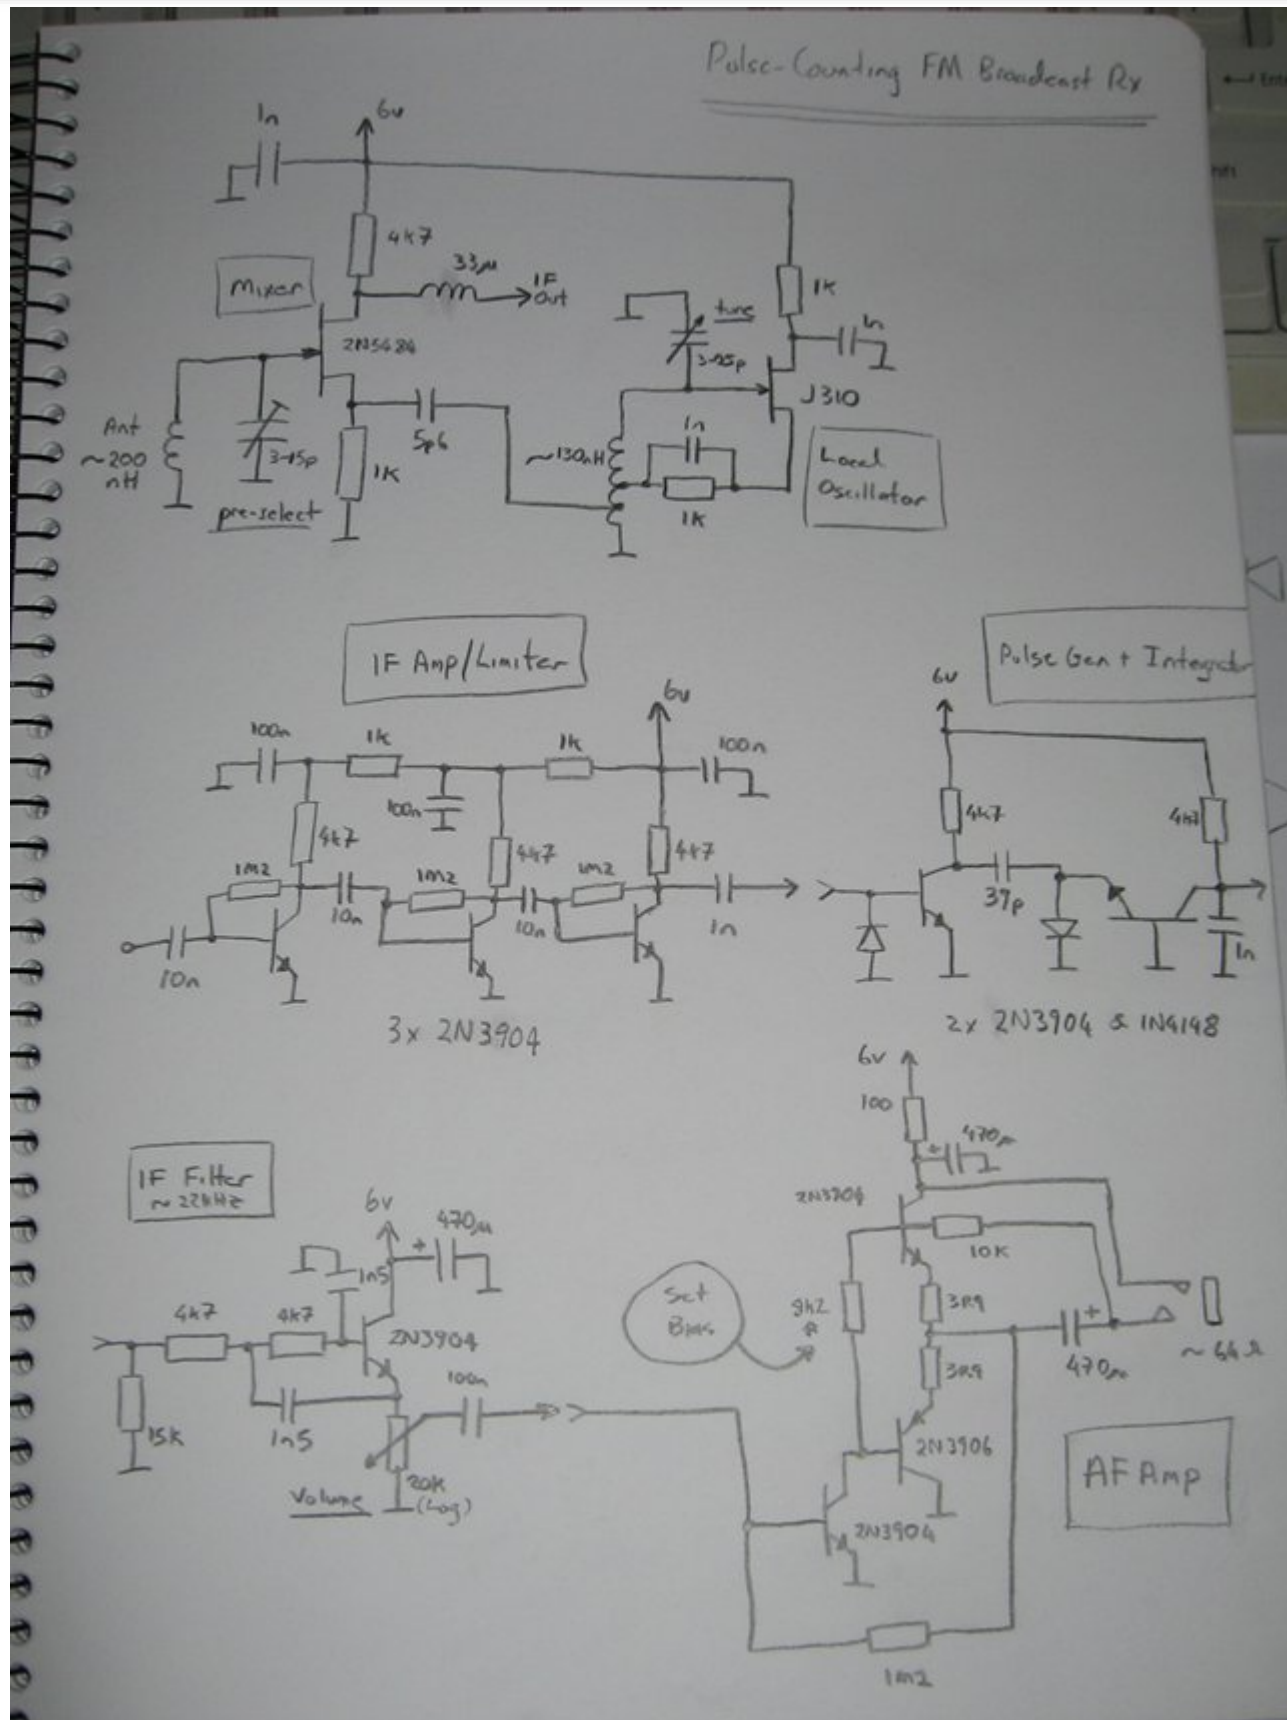 Pulse-Counting FM Broadcast Rx
1n
6v
4k7
33µ
IF
Out
Mixer
2N5484
tune
1K
1n
3-25p
J310
Ant
~200
nH
5p6
~130nH
1n
3-15p
1K
1K
Local
Oscillator
pre-select
IF Amp/Limiter
Pulse Gen + Integrator
6v
6v
100n
1k
1k
100n
100n
4k7
4k7
4k7
4k7
4k7
1m2
1m2
1m2
10n
10n
10n
1n
39p
1n
3x 2N3904
2x 2N3904 & 1N4148
6v
100
470µ
IF Filter
~22kHz
6v
470µ
2N3904
10K
1n5
4k7
4k7
2N3904
Set
Bias
8k2
3R9
3R9
470µ
~64Ω
15K
1n5
100n
20K
(Log)
Volume
2N3906
AF Amp
2N3904
1m2